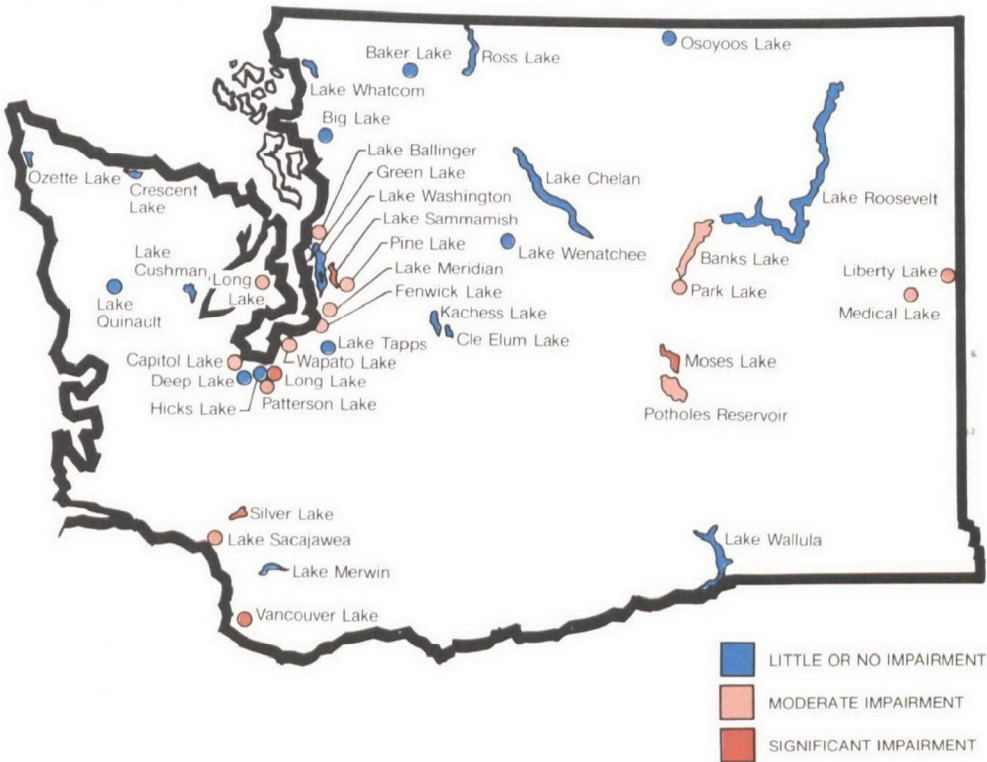 Osoyoos Lake
Baker Lake
Ross Lake
Lake Whatcom
Big Lake
Lake Ballinger
Green Lake
Ozette Lake
Crescent
Lake
Lake Washington
Lake Chelan
Lake Sammamish
Lake Roosevelt
Pine Lake
Lake
Cushman
Long
Lake
Lake Wenatchee
Banks Lake
Lake Meridian
Liberty Lake
Lake
Quinault
Fenwick Lake
Park Lake
Medical Lake
Kachess Lake
Cle Elum Lake
Lake Tapps
Capitol Lake
Wapato Lake
Moses Lake
Deep Lake
Long Lake
Hicks Lake
Patterson Lake
Potholes Reservoir
Silver Lake
Lake Sacajawea
Lake Wallula
Lake Merwin
Vancouver Lake
LITTLE OR NO IMPAIRMENT
MODERATE IMPAIRMENT
SIGNIFICANT IMPAIRMENT